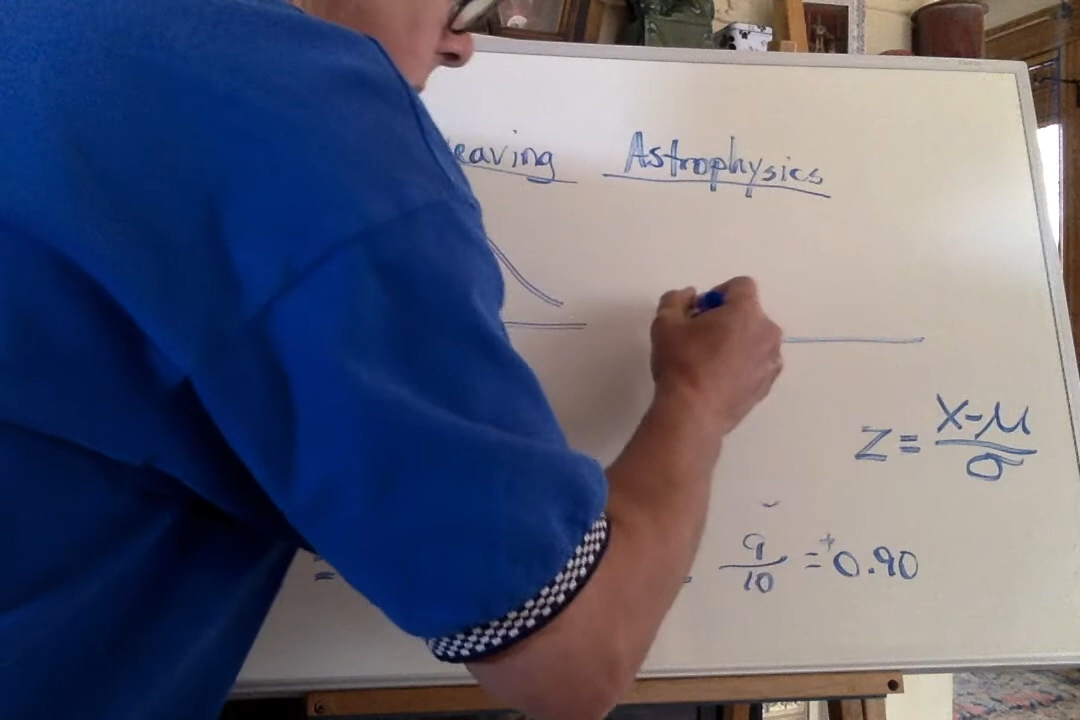 eaving Astrophysics
Z = X-μ/σ
9/10 = +0.90